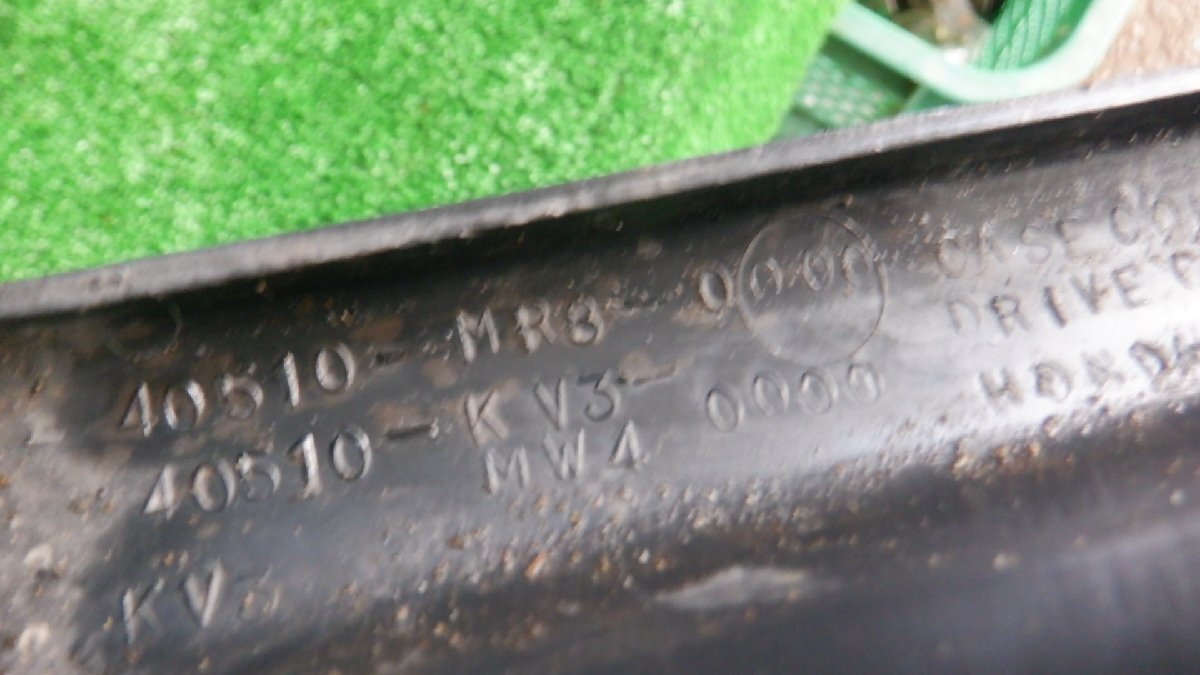 40510-MR8-0000 CASE CO
40510-KV3-0000 DRIVE C
MW4 HONDA
KV